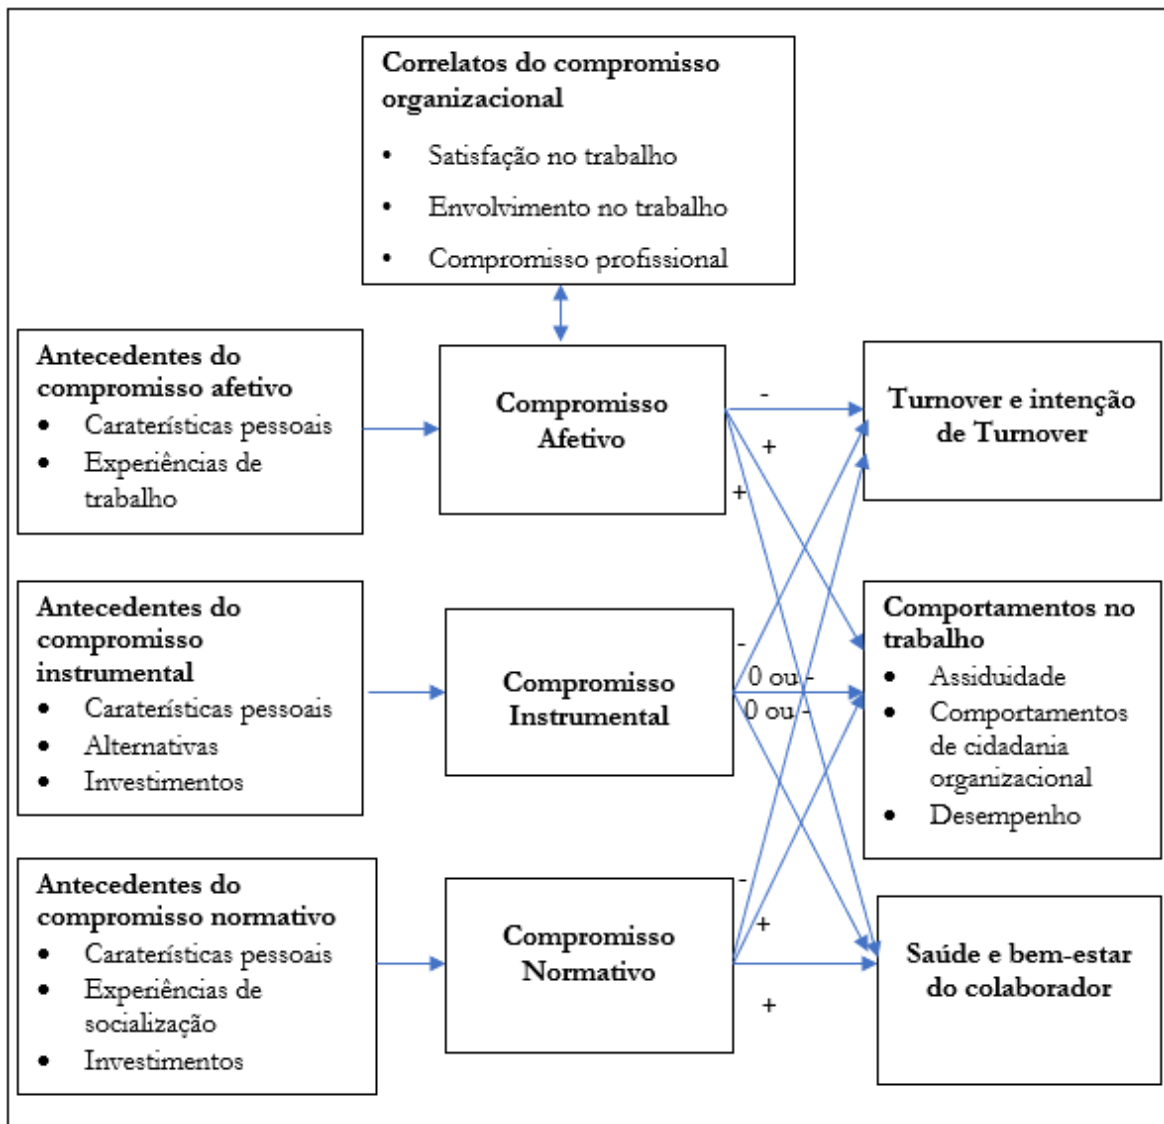 Correlatos do compromisso
organizacional
• Satisfação no trabalho
• Envolvimento no trabalho
• Compromisso profissional
Antecedentes do
compromisso afetivo
• Caraterísticas pessoais
• Experiências de
trabalho
Compromisso
Afetivo
-
+
+
Turnover e intenção
de Turnover
Antecedentes do
compromisso
instrumental
• Caraterísticas pessoais
• Alternativas
• Investimentos
Compromisso
Instrumental
-
0 ou -
0 ou -
Comportamentos no
trabalho
• Assiduidade
• Comportamentos
de cidadania
organizacional
• Desempenho
Antecedentes do
compromisso normativo
• Caraterísticas pessoais
• Experiências de
socialização
• Investimentos
Compromisso
Normativo
-
+
+
Saúde e bem-estar
do colaborador